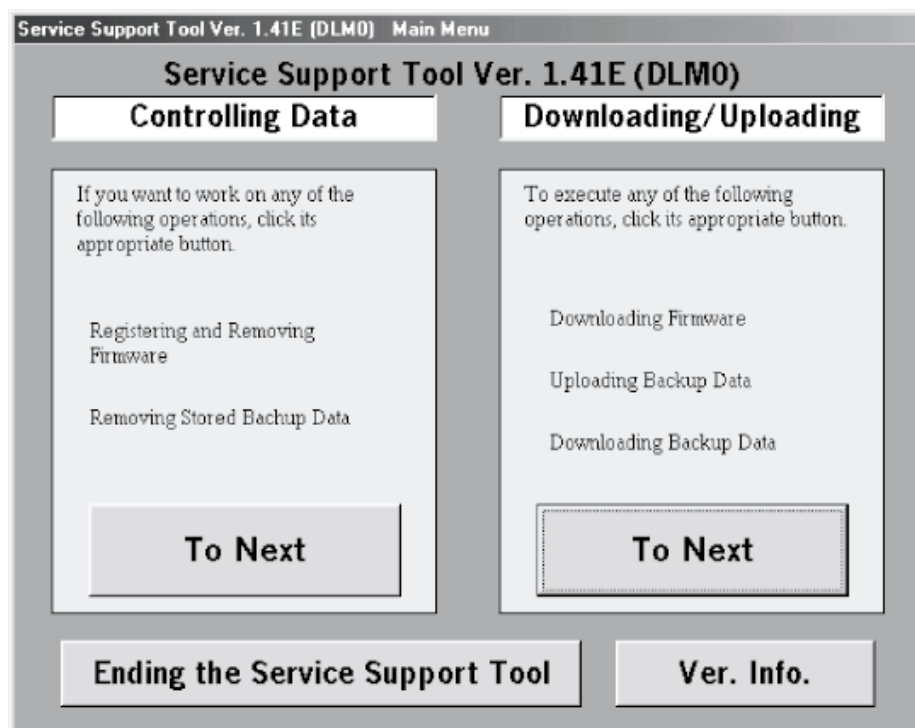 Service Support Tool Ver. 1.41E (DLM0) Main Menu
Service Support Tool Ver. 1.41E (DLM0)
Controlling Data
If you want to work on any of the
following operations, click its
appropriate button.
Registering and Removing
Firmware
Removing Stored Bachup Data
To Next
Downloading/Uploading
To execute any of the following
operations, click its appropriate button.
Downloading Firmware
Uploading Backup Data
Downloading Backup Data
To Next
Ending the Service Support Tool
Ver. Info.